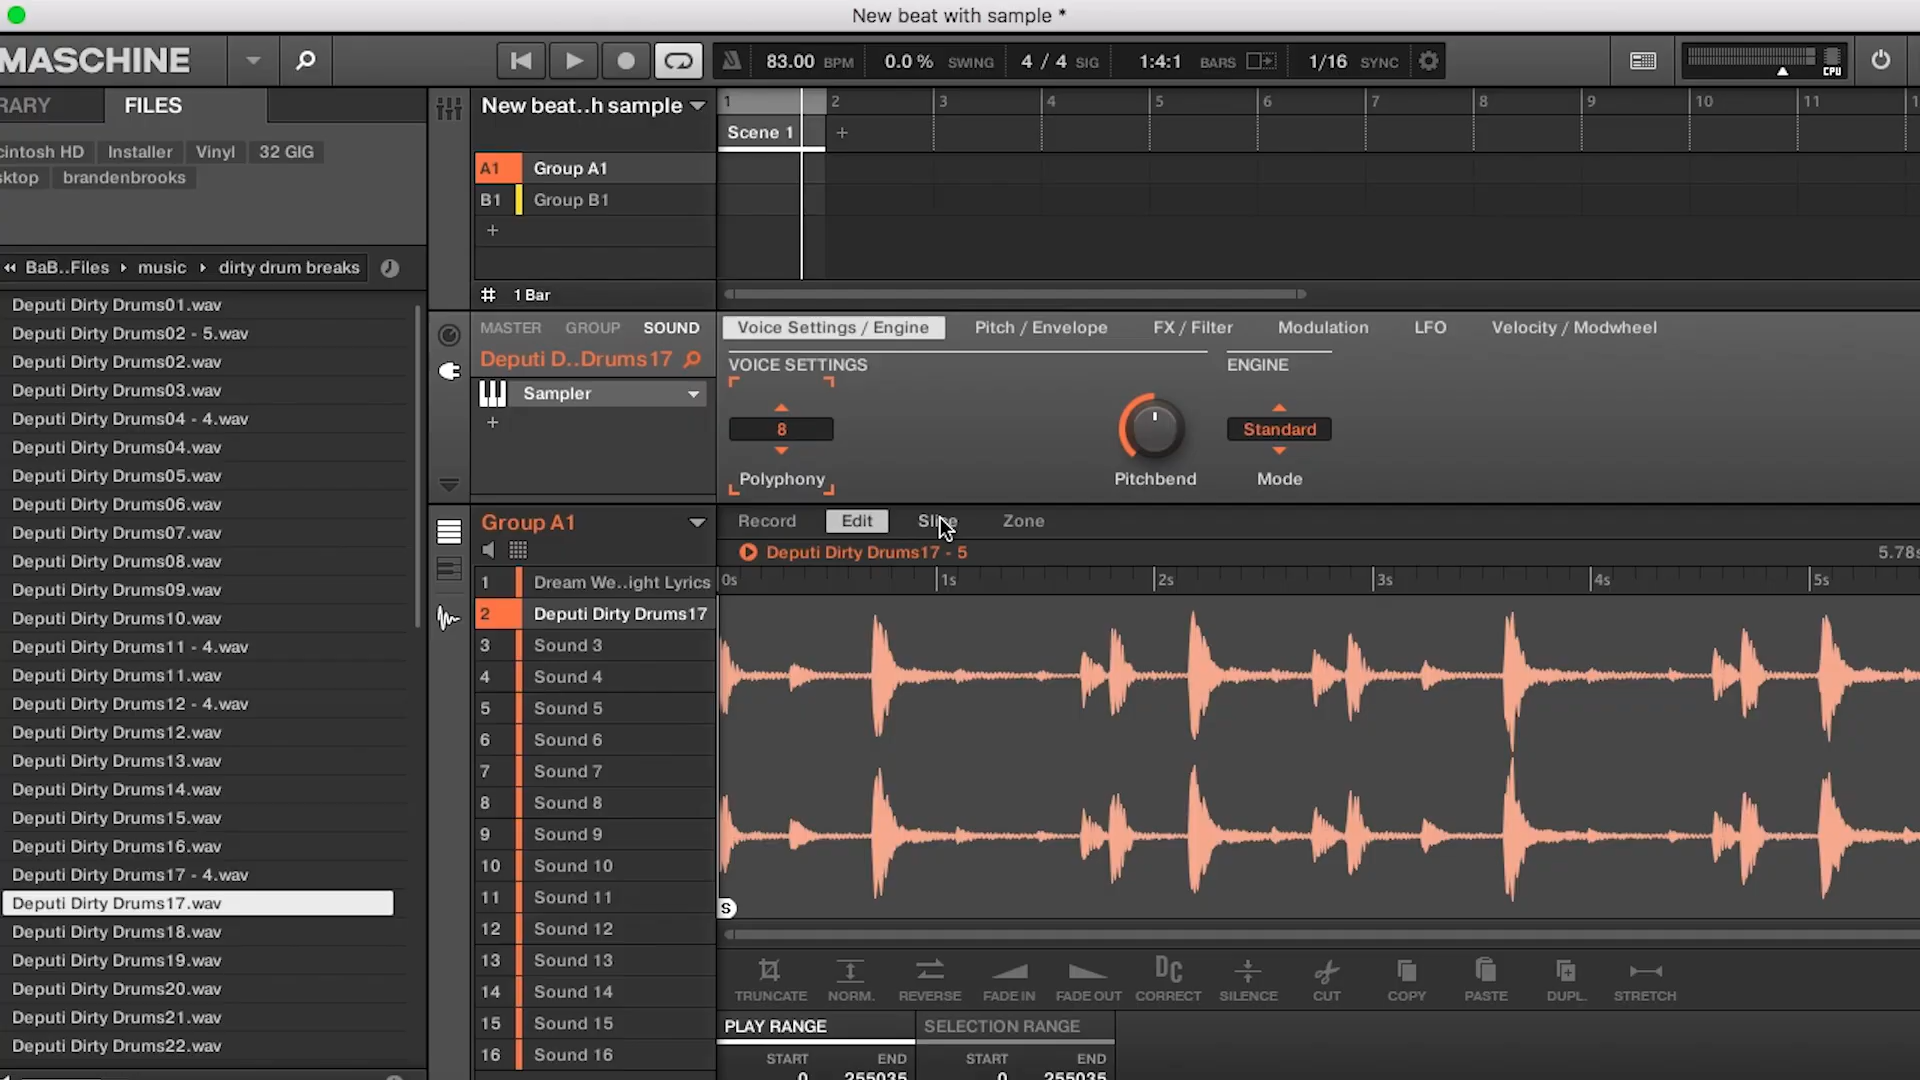 New beat with sample *
MASCHINE
83.00 BPM 0.0 % SWING 4 / 4 SIG 1:4:1 BARS 1/16 SYNC
CPU
RARY FILES
cintosh HD Installer Vinyl 32 GIG
sktop brandenbrooks
BaB..Files music dirty drum breaks
Deputi Dirty Drums01.wav
Deputi Dirty Drums02 - 5.wav
Deputi Dirty Drums02.wav
Deputi Dirty Drums03.wav
Deputi Dirty Drums04 - 4.wav
Deputi Dirty Drums04.wav
Deputi Dirty Drums05.wav
Deputi Dirty Drums06.wav
Deputi Dirty Drums07.wav
Deputi Dirty Drums08.wav
Deputi Dirty Drums09.wav
Deputi Dirty Drums10.wav
Deputi Dirty Drums11 - 4.wav
Deputi Dirty Drums11.wav
Deputi Dirty Drums12 - 4.wav
Deputi Dirty Drums12.wav
Deputi Dirty Drums13.wav
Deputi Dirty Drums14.wav
Deputi Dirty Drums15.wav
Deputi Dirty Drums16.wav
Deputi Dirty Drums17 - 4.wav
Deputi Dirty Drums17.wav
Deputi Dirty Drums18.wav
Deputi Dirty Drums19.wav
Deputi Dirty Drums20.wav
Deputi Dirty Drums21.wav
Deputi Dirty Drums22.wav
New beat..h sample
1 2 3 4 5 6 7 8 9 10 11 1
Scene 1 +
A1 Group A1
B1 Group B1
+
1 Bar
MASTER GROUP SOUND
Deputi D..Drums17
Sampler
+
Voice Settings / Engine Pitch / Envelope FX / Filter Modulation LFO Velocity / Modwheel
VOICE SETTINGS ENGINE
8 Standard
Polyphony Pitchbend Mode
Group A1
1 Dream We..ight Lyrics
2 Deputi Dirty Drums17
3 Sound 3
4 Sound 4
5 Sound 5
6 Sound 6
7 Sound 7
8 Sound 8
9 Sound 9
10 Sound 10
11 Sound 11
12 Sound 12
13 Sound 13
14 Sound 14
15 Sound 15
16 Sound 16
Record Edit Slice Zone
Deputi Dirty Drums17 - 5 5.78s
0s 1s 2s 3s 4s 5s
S
DC
TRUNCATE NORM. REVERSE FADE IN FADE OUT CORRECT SILENCE CUT COPY PASTE DUPL. STRETCH
PLAY RANGE SELECTION RANGE
START END START END
0 255035 0 255035